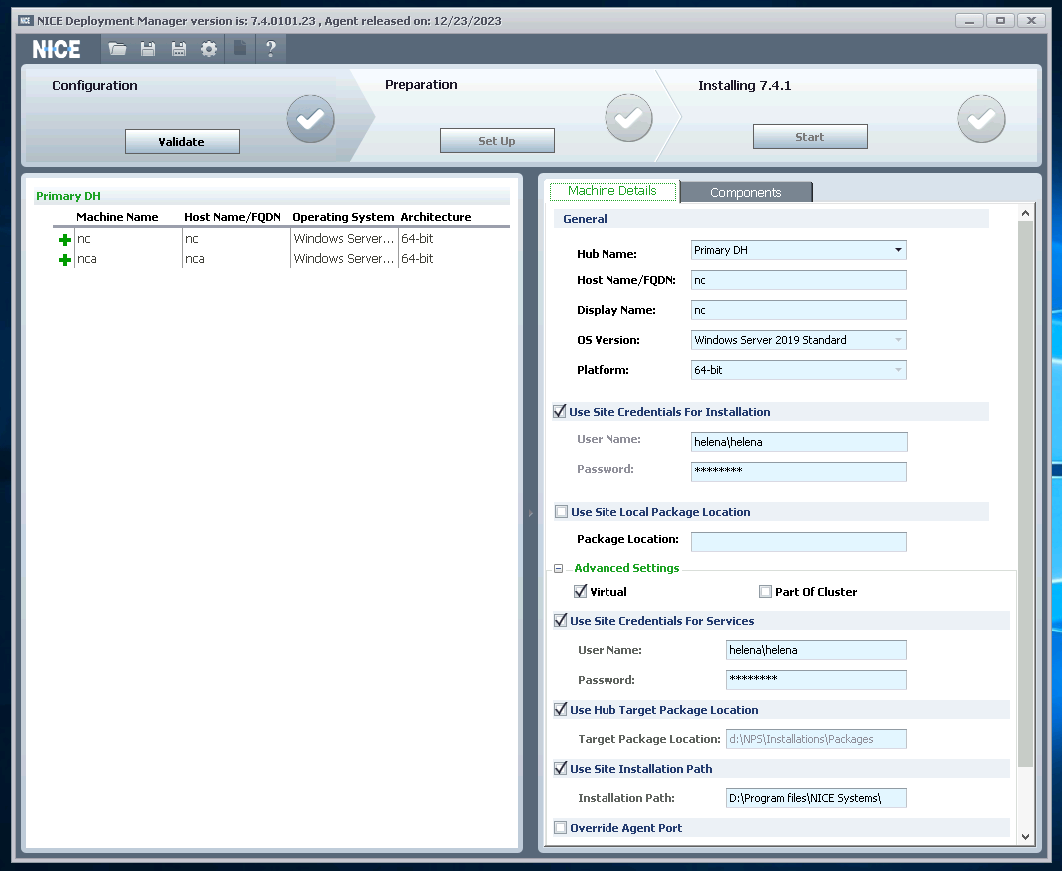 NICE Deployment Manager version is: 7.4.0101.23 , Agent released on: 12/23/2023
NICE
?
Configuration
Preparation
Installing 7.4.1
Validate
Set Up
Start
Primary DH
Machine Name Host Name/FQDN Operating System Architecture
nc nc Windows Server... 64-bit
nca nca Windows Server... 64-bit
Machine Details
Components
General
Hub Name: Primary DH
Host Name/FQDN: nc
Display Name: nc
OS Version: Windows Server 2019 Standard
Platform: 64-bit
Use Site Credentials For Installation
User Name: helena\helena
Password: ********
Use Site Local Package Location
Package Location:
Advanced Settings
Virtual
Part Of Cluster
Use Site Credentials For Services
User Name: helena\helena
Password: ********
Use Hub Target Package Location
Target Package Location: d:\NPS\Installations\Packages
Use Site Installation Path
Installation Path: D:\Program files\NICE Systems\
Override Agent Port